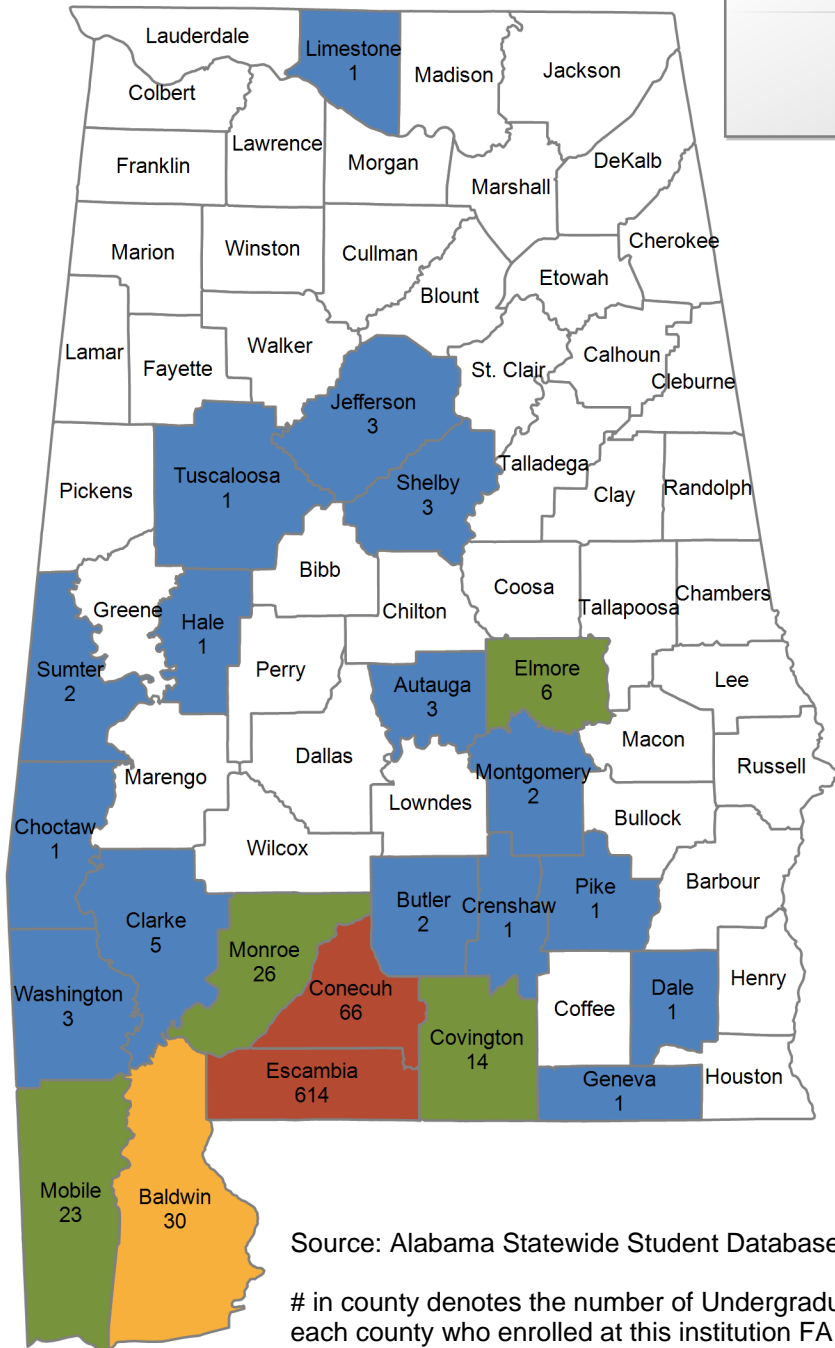 Lauderdale
Limestone
1
Madison
Jackson
Colbert
Lawrence
Franklin
Morgan
DeKalb
Marshall
Cherokee
Marion
Winston
Cullman
Etowah
Blount
Lamar
Fayette
Walker
St. Clair
Calhoun
Cleburne
Jefferson
3
Tuscaloosa
1
Shelby
3
Talladega
Pickens
Clay
Randolph
Bibb
Greene
Hale
1
Chilton
Coosa
Tallapoosa
Chambers
Sumter
2
Perry
Autauga
3
Elmore
6
Lee
Macon
Marengo
Dallas
Montgomery
2
Russell
Lowndes
Bullock
Choctaw
1
Wilcox
Barbour
Clarke
5
Butler
2
Crenshaw
1
Pike
1
Monroe
26
Washington
3
Conecuh
66
Coffee
Dale
1
Henry
Covington
14
Escambia
614
Geneva
1
Houston
Mobile
23
Baldwin
30
Source: Alabama Statewide Student Database
# in county denotes the number of Undergradu
each county who enrolled at this institution FA